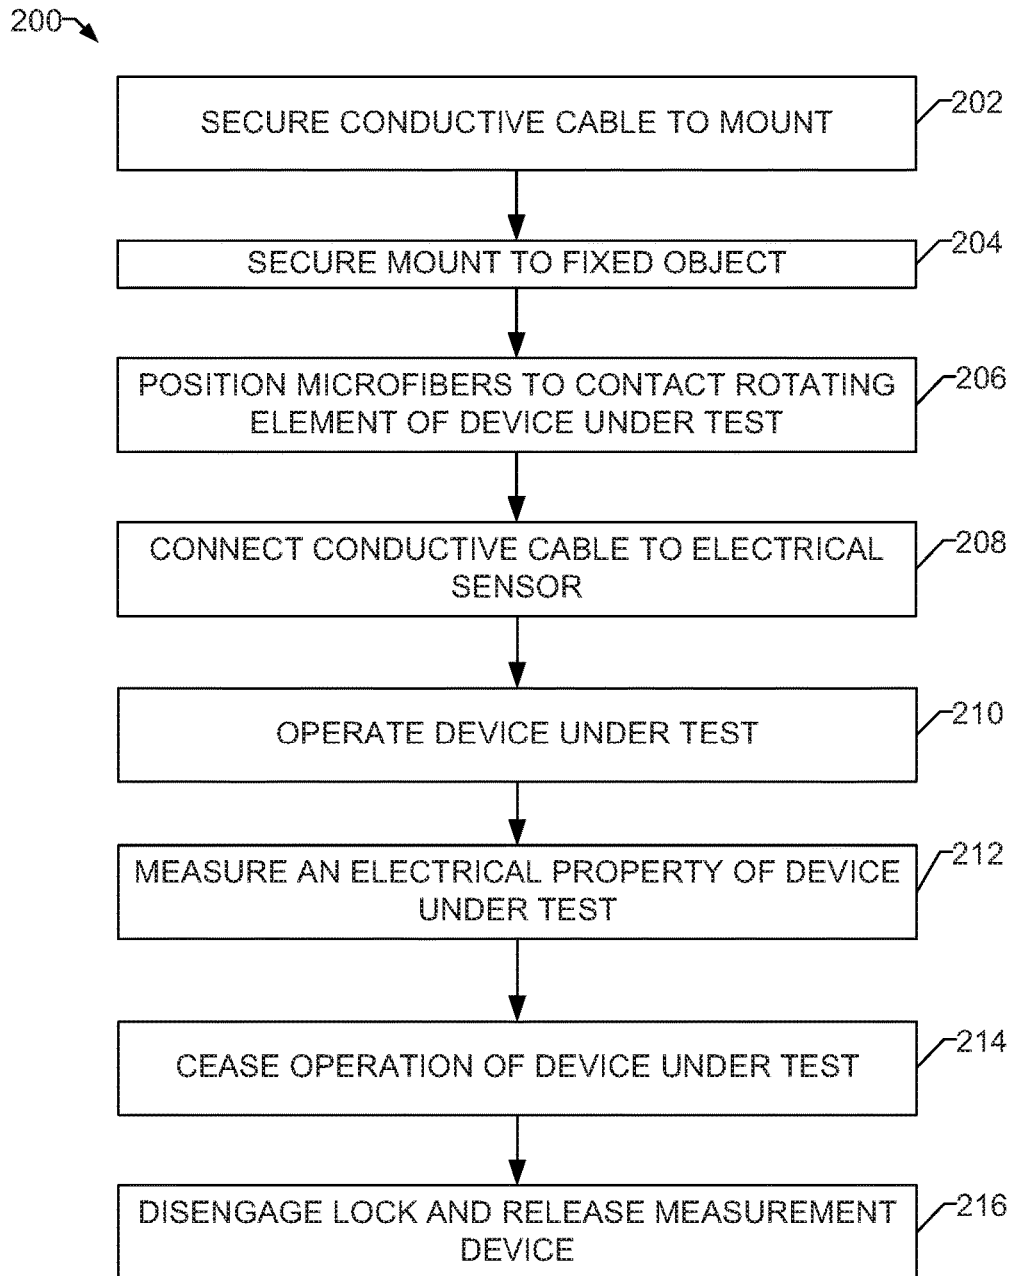 200
SECURE CONDUCTIVE CABLE TO MOUNT
202
SECURE MOUNT TO FIXED OBJECT
204
POSITION MICROFIBERS TO CONTACT ROTATING
ELEMENT OF DEVICE UNDER TEST
206
CONNECT CONDUCTIVE CABLE TO ELECTRICAL
SENSOR
208
OPERATE DEVICE UNDER TEST
210
MEASURE AN ELECTRICAL PROPERTY OF DEVICE
UNDER TEST
212
CEASE OPERATION OF DEVICE UNDER TEST
214
DISENGAGE LOCK AND RELEASE MEASUREMENT
DEVICE
216